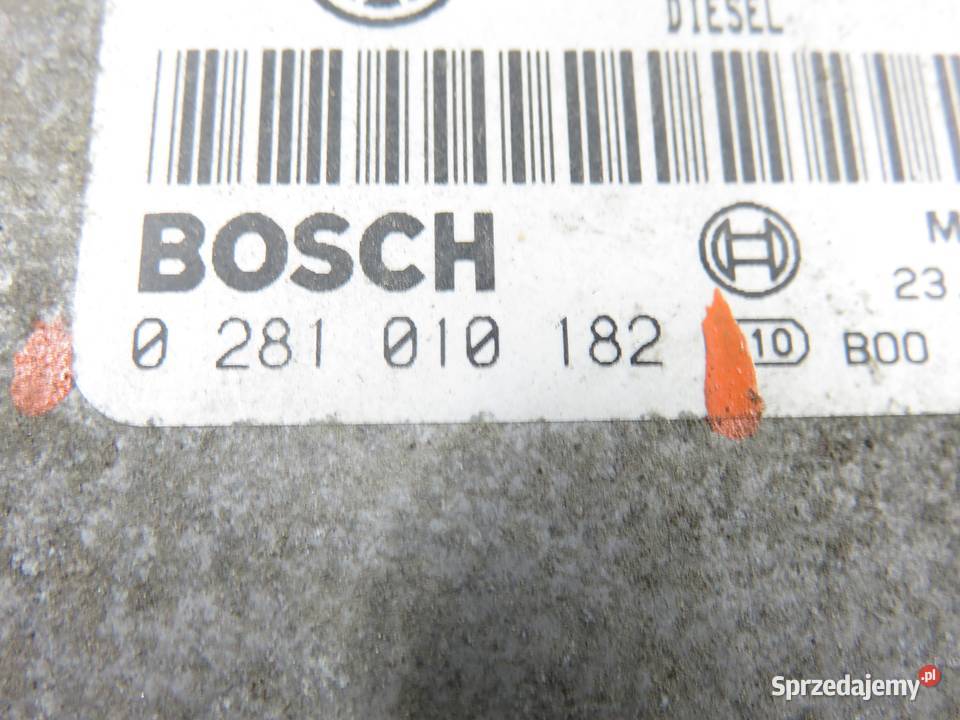 DIESEL
BOSCH M
23.
0 281 010 182 10 B00
Sprzedajemy.pl